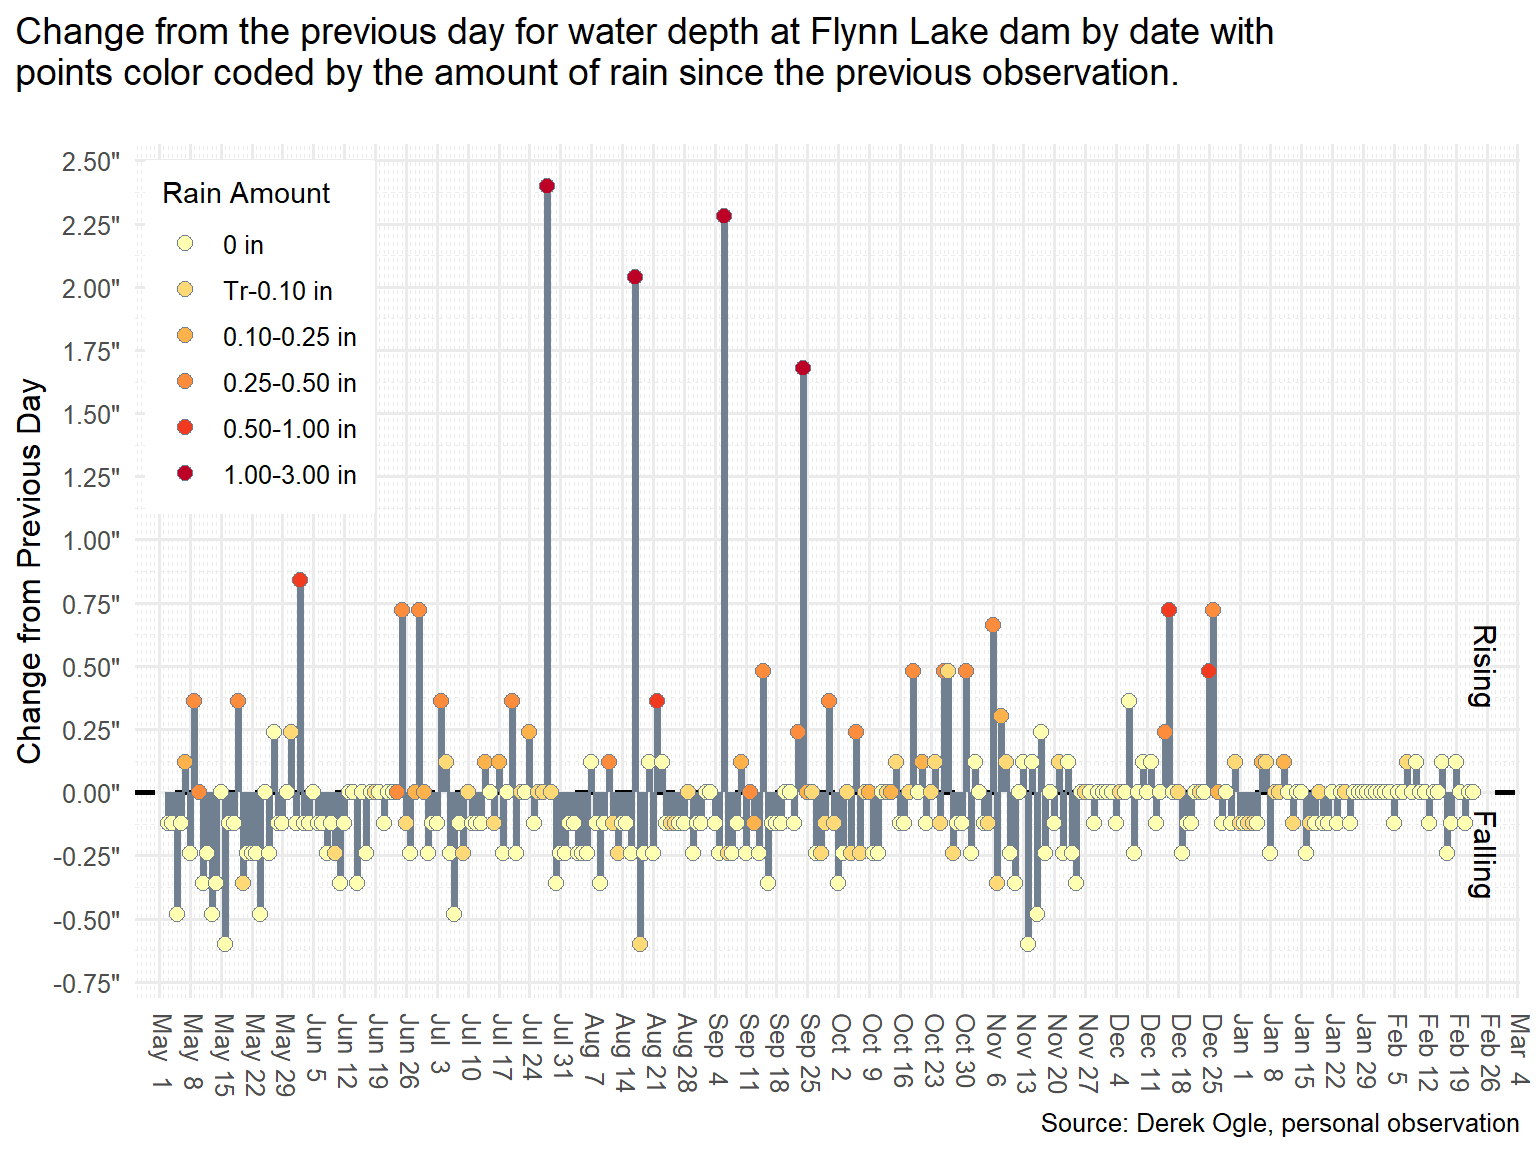 Change from the previous day for water depth at Flynn Lake dam by date with
points color coded by the amount of rain since the previous observation.
Change from Previous Day
2.50"
2.25"
2.00"
1.75"
1.50"
1.25"
1.00"
0.75"
0.50"
0.25"
0.00"
-0.25"
-0.50"
-0.75"
Rain Amount
0 in
Tr-0.10 in
0.10-0.25 in
0.25-0.50 in
0.50-1.00 in
1.00-3.00 in
Rising
Falling
May 1
May 8
May 15
May 22
May 29
Jun 5
Jun 12
Jun 19
Jun 26
Jul 3
Jul 10
Jul 17
Jul 24
Jul 31
Aug 7
Aug 14
Aug 21
Aug 28
Sep 4
Sep 11
Sep 18
Sep 25
Oct 2
Oct 9
Oct 16
Oct 23
Oct 30
Nov 6
Nov 13
Nov 20
Nov 27
Dec 4
Dec 11
Dec 18
Dec 25
Jan 1
Jan 8
Jan 15
Jan 22
Jan 29
Feb 5
Feb 12
Feb 19
Feb 26
Mar 4
Source: Derek Ogle, personal observation